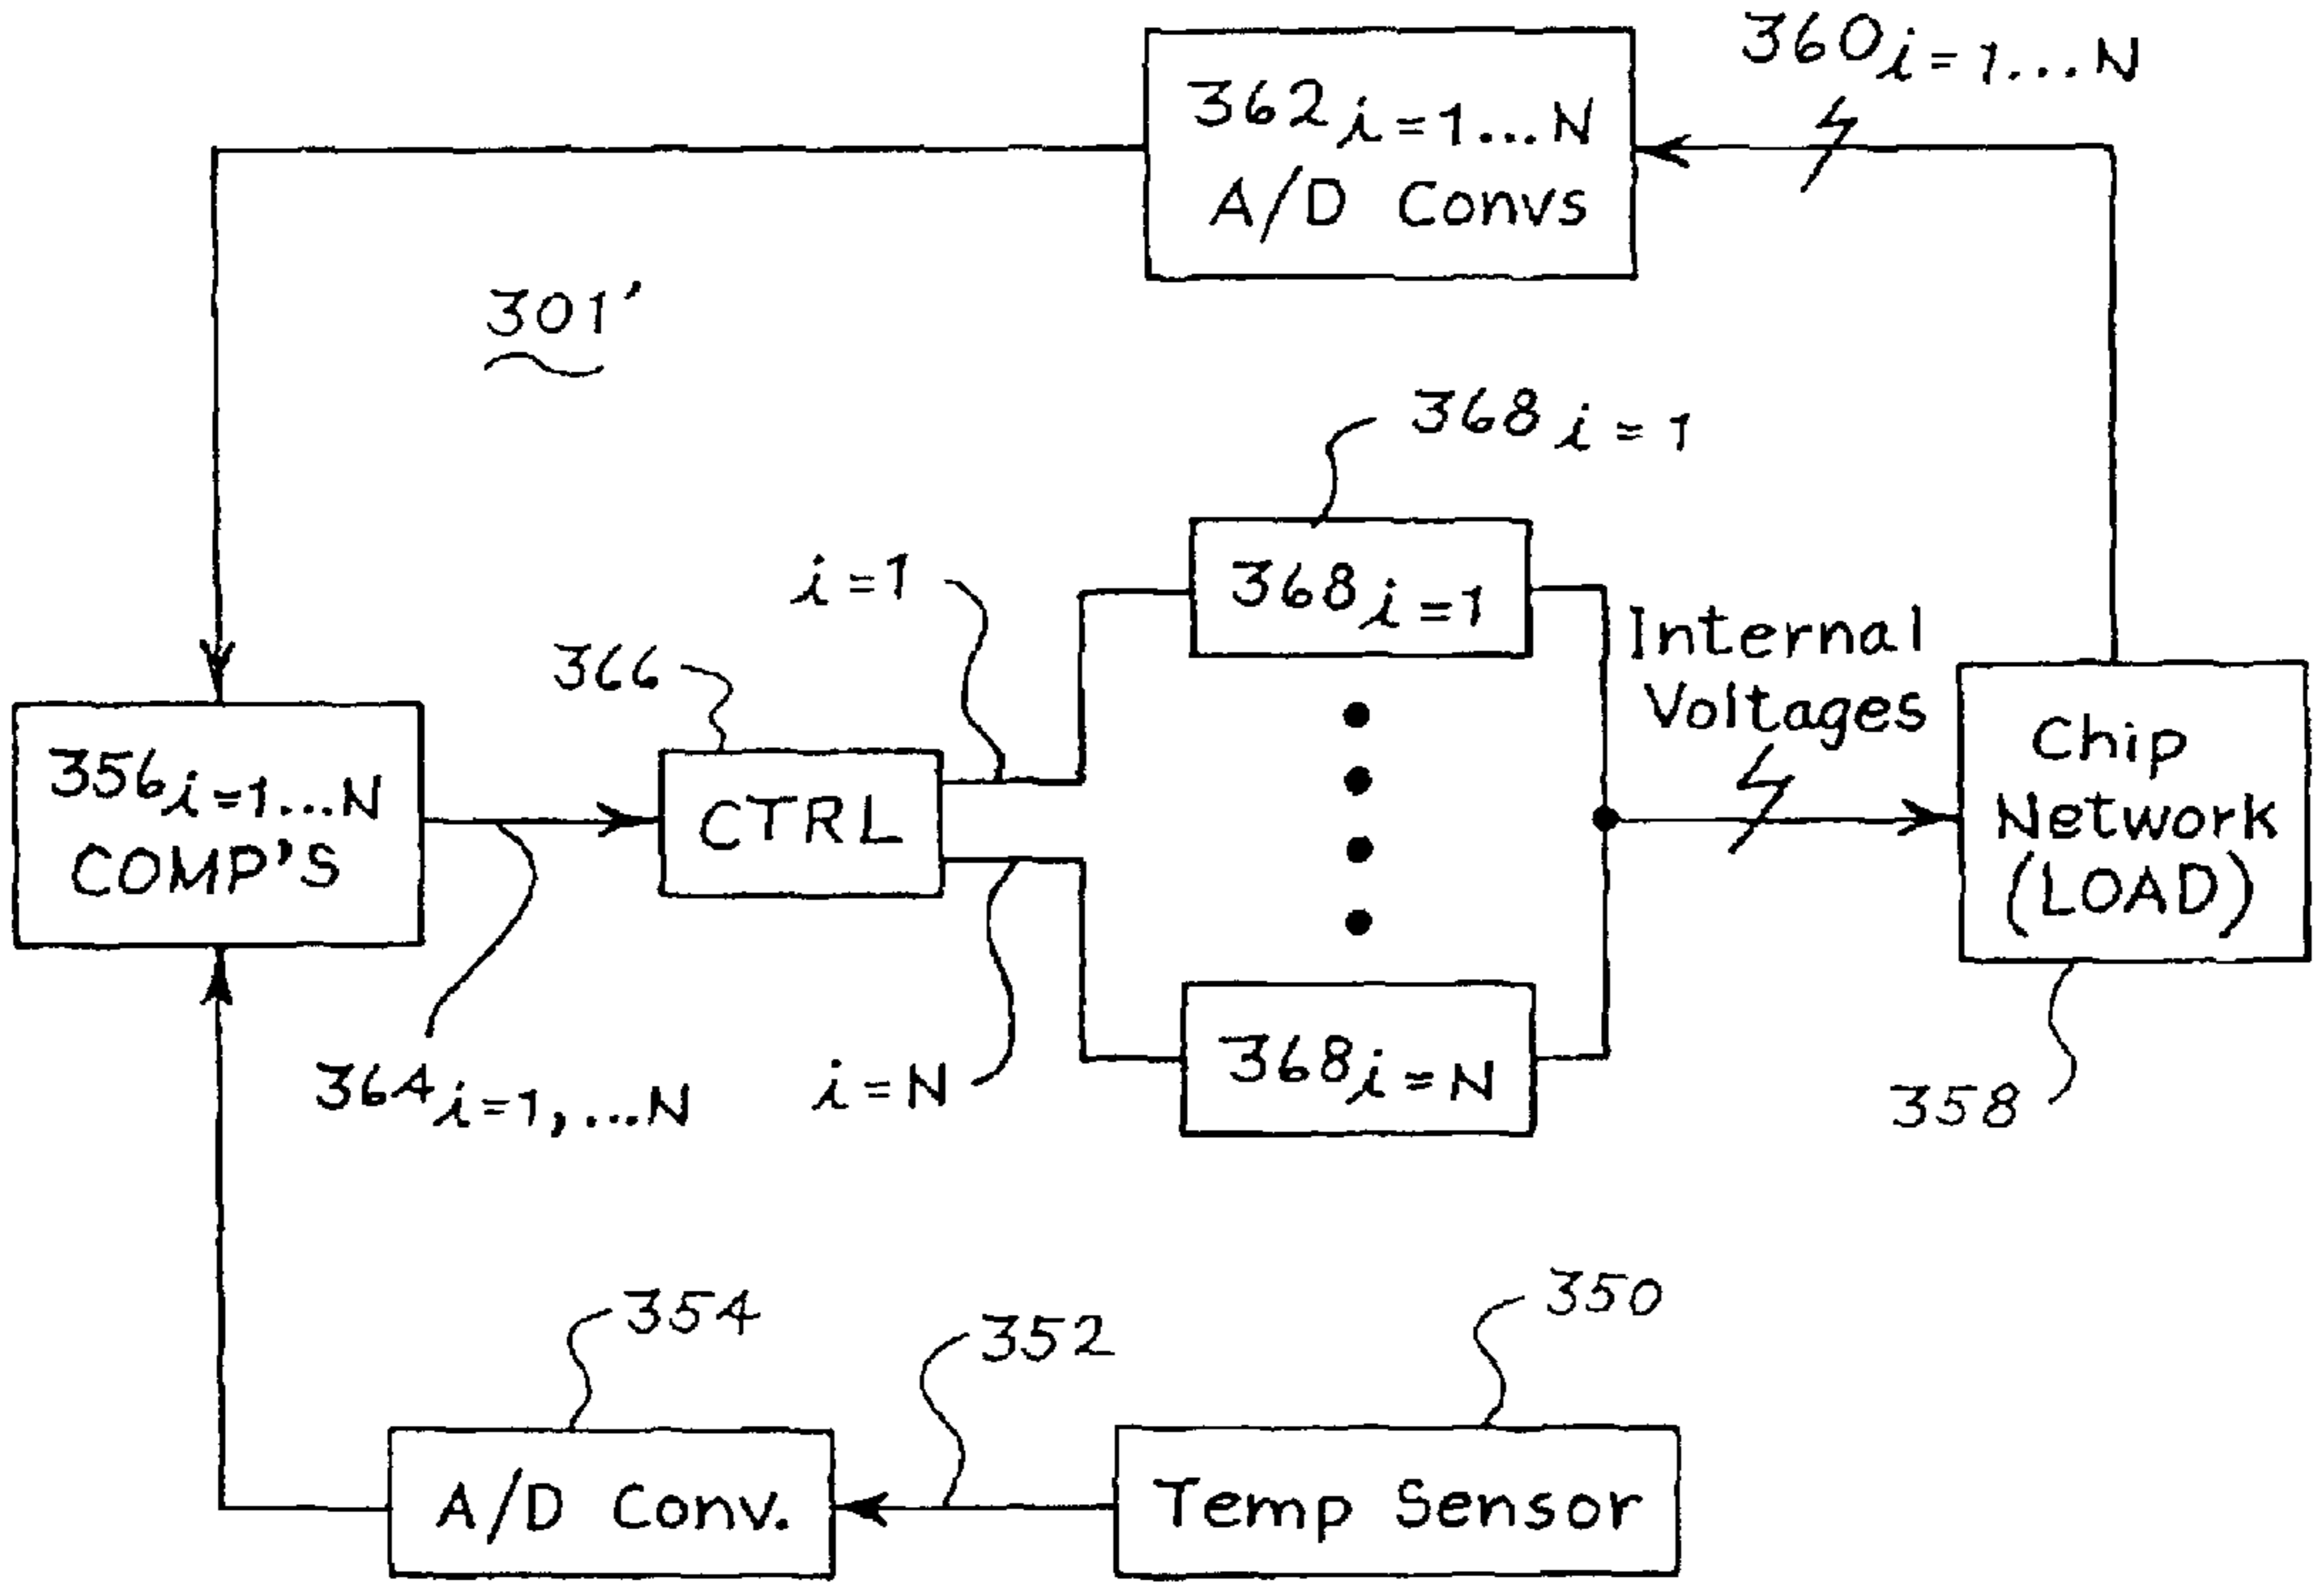 360i=1...N
362i=1...N
A/D Convs
301'
368i=1
i=1
368i=1
Internal
Voltages
366
356i=1...N
COMP'S
CTRL
Chip
Network
(LOAD)
364i=1,...N
i=N
368i=N
358
354
352
350
A/D Conv.
Temp Sensor